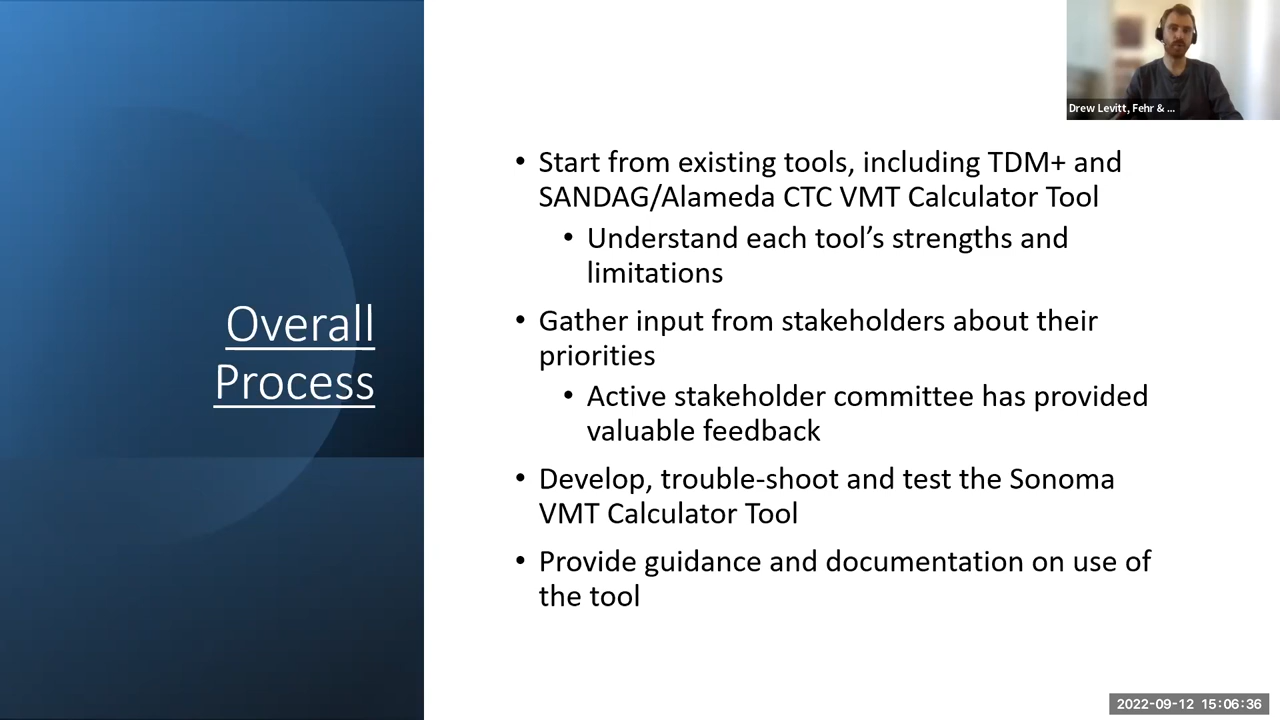 Drew Levitt, Fehr & ...
Overall
Process
• Start from existing tools, including TDM+ and
SANDAG/Alameda CTC VMT Calculator Tool
• Understand each tool’s strengths and
limitations
• Gather input from stakeholders about their
priorities
• Active stakeholder committee has provided
valuable feedback
• Develop, trouble-shoot and test the Sonoma
VMT Calculator Tool
• Provide guidance and documentation on use of
the tool
2022-09-12 15:06:36